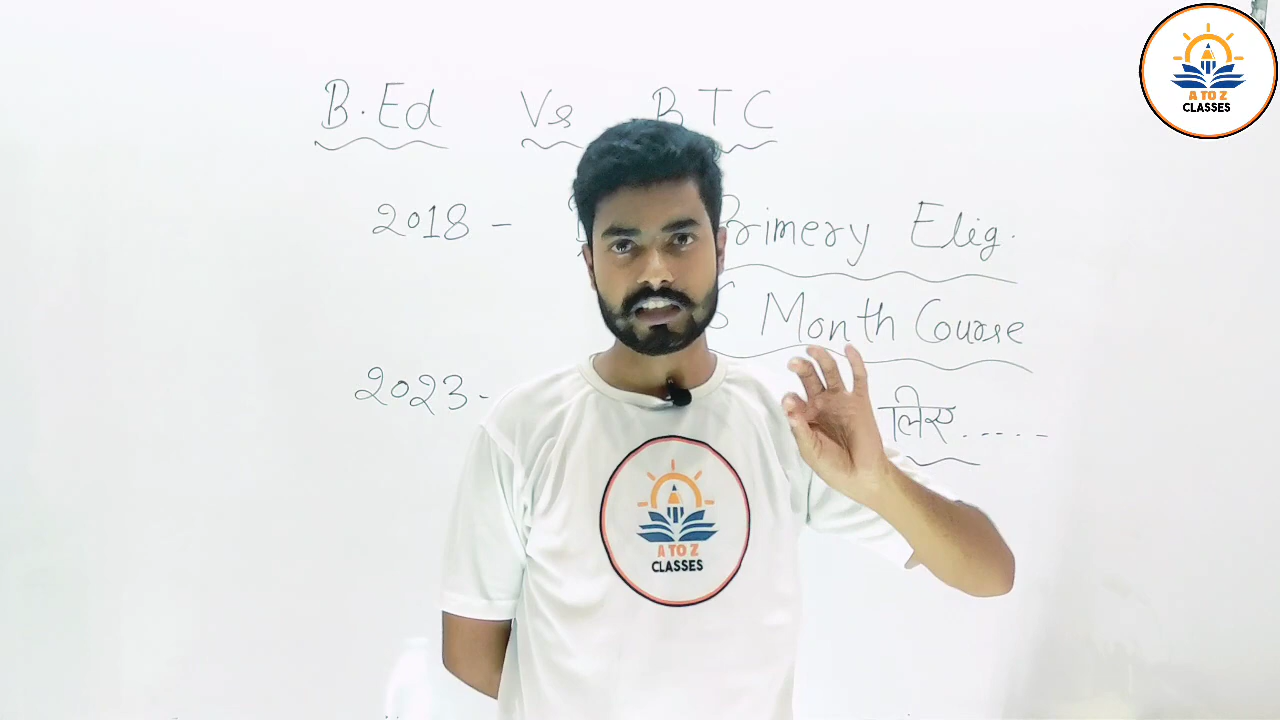 A TO Z
CLASSES
B.Ed Vs BTC
2018 - Primery Elig.
Month Course
2023 - लिए.....
A TO Z
CLASSES